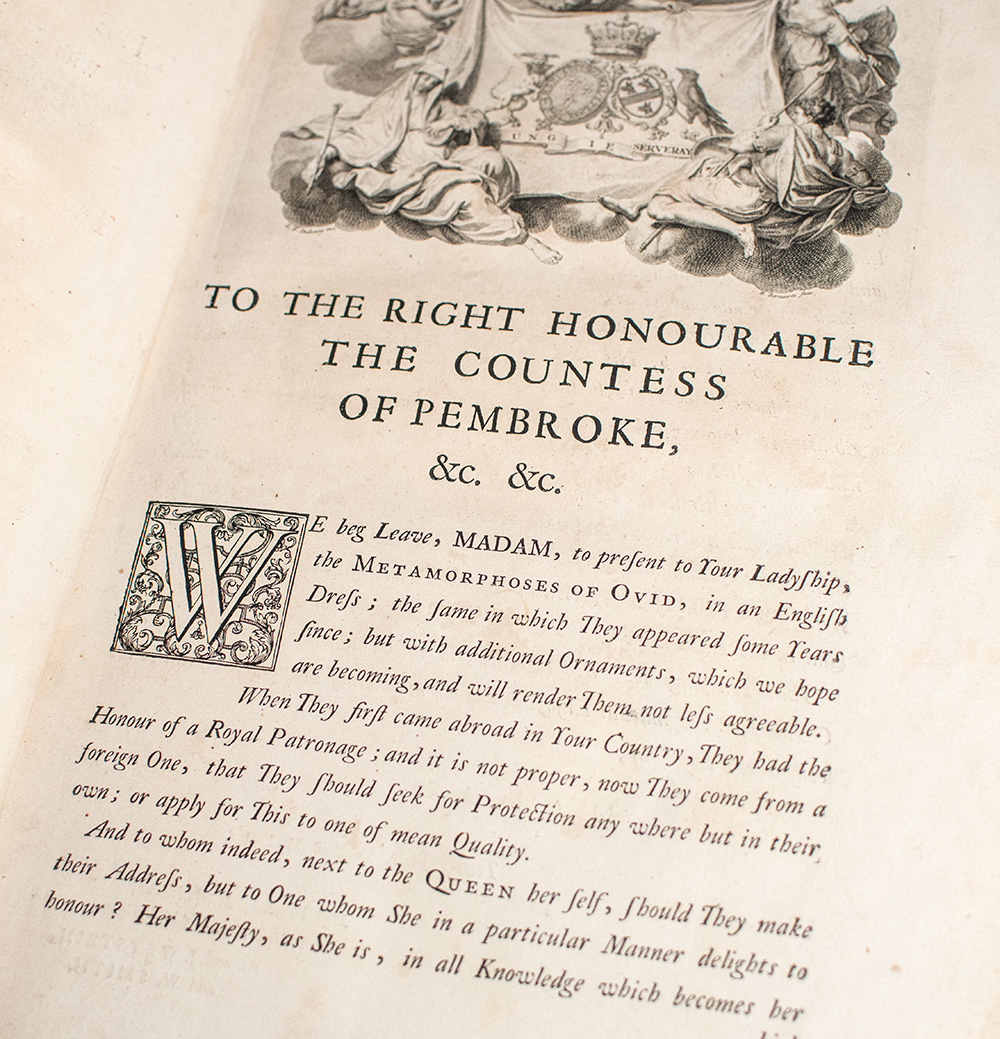 UNG IE SERVERAY
TO THE RIGHT HONOURABLE
THE COUNTESS
OF PEMBROKE,
&c. &c.
WE beg Leave, MADAM, to preſent to Your Ladyſhip,
the METAMORPHOSES OF OVID, in an Engliſh
Dreſs; the ſame in which They appeared ſome Years
ſince; but with additional Ornaments, which we hope
are becoming, and will render Them not leſs agreeable.
When They firſt came abroad in Your Country, They had the
Honour of a Royal Patronage; and it is not proper, now They come from a
foreign One, that They ſhould ſeek for Protection any where but in their
own; or apply for This to one of mean Quality.
And to whom indeed, next to the QUEEN her ſelf, ſhould They make
their Addreſs, but to One whom She in a particular Manner delights to
honour? Her Majeſty, as She is, in all Knowledge which becomes her